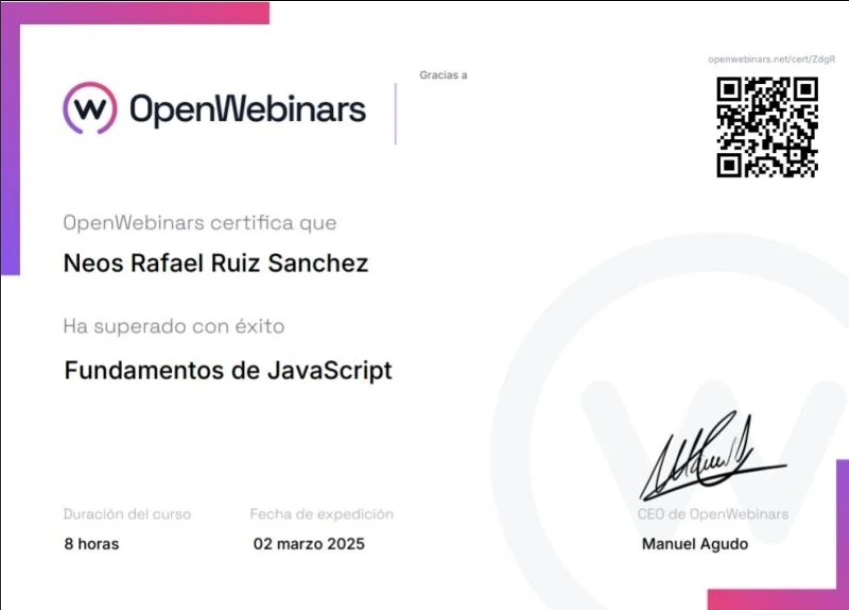 openwebinars.net/cert/ZdgR
Gracias a
OpenWebinars
OpenWebinars certifica que
Neos Rafael Ruiz Sanchez
Ha superado con éxito
Fundamentos de JavaScript
Duración del curso
Fecha de expedición
CEO de OpenWebinars
8 horas
02 marzo 2025
Manuel Agudo